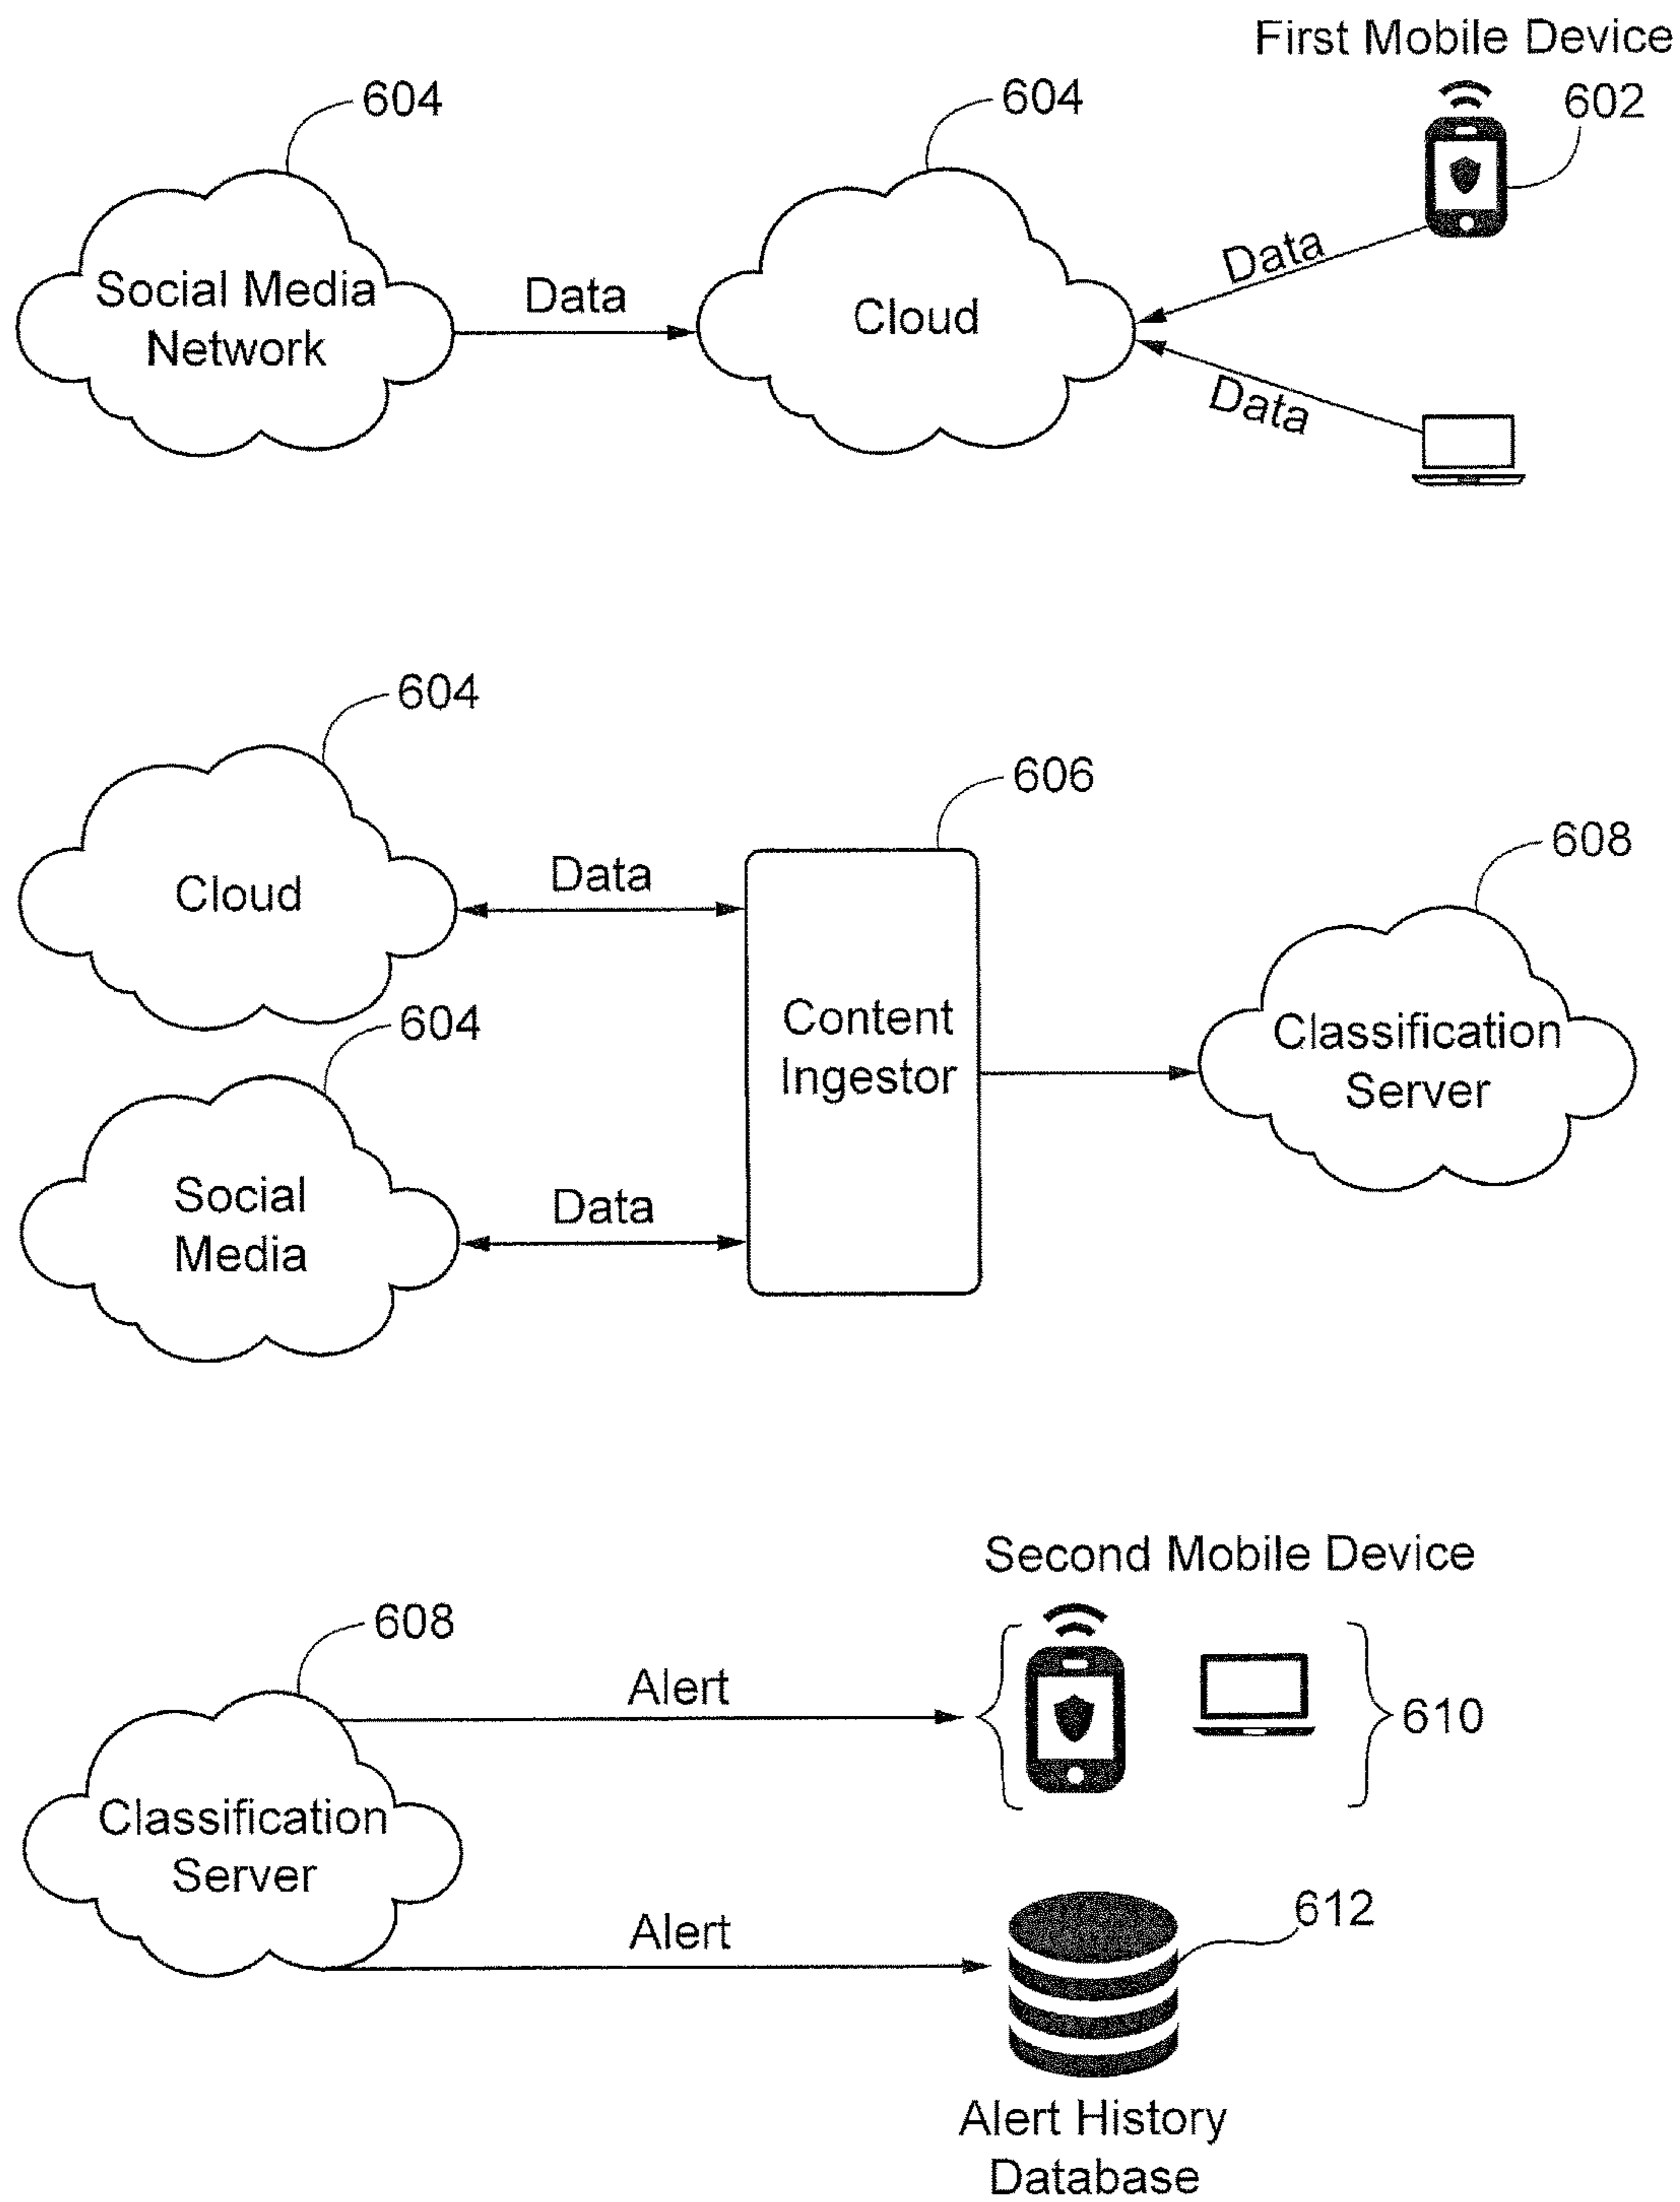 First Mobile Device
604
604
602
Social Media
Network
Data
Cloud
Data
Data
604
606
608
Cloud
Data
Content
Ingestor
Classification
Server
604
Social
Media
Data
Second Mobile Device
608
Alert
610
Classification
Server
Alert
612
Alert History
Database